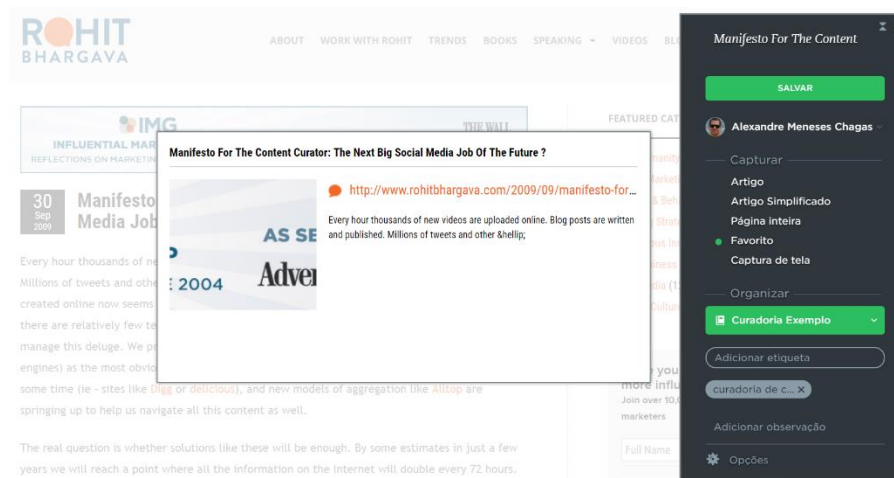 ROHIT
BHARGAVA
ABOUT WORK WITH ROHIT TRENDS BOOKS SPEAKING VIDEOS
IMG
THE WALL
INFLUENTIAL MAR
REFLECTIONS ON MARKETIN
FEATURED CAT
30
Sep
2009
Manifesto
Media Job
Every hour thousands of ne
Millions of tweets and othe
created online now seems
there are relatively few te
manage this deluge. We pr
engines) as the most obvio
some time (ie - sites like Digg or delicious), and new models of aggregation like Alltop are
springing up to help us navigate all this content as well.
The real question is whether solutions like these will be enough. By some estimates in just a few
years we will reach a point where all the information on the Internet will double every 72 hours.
more influ
Join over 10,0
marketers
Full Name
Manifesto For The Content Curator: The Next Big Social Media Job Of The Future ?
AS SE
E 2004
Adver
http://www.rohitbhargava.com/2009/09/manifesto-for...
Every hour thousands of new videos are uploaded online. Blog posts are written
and published. Millions of tweets and other &hellip;
Manifesto For The Content
SALVAR
Alexandre Meneses Chagas
Capturar
Artigo
Artigo Simplificado
Página inteira
Favorito
Captura de tela
Organizar
Curadoria Exemplo
Adicionar etiqueta
curadoria de c... X
Adicionar observação
Opções